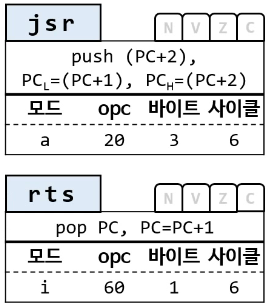 jsr N V Z C
push (PC+2),
PCL=(PC+1), PCH=(PC+2)
모드 opc 바이트 사이클
a 20 3 6
rts N V Z C
pop PC, PC=PC+1
모드 opc 바이트 사이클
i 60 1 6